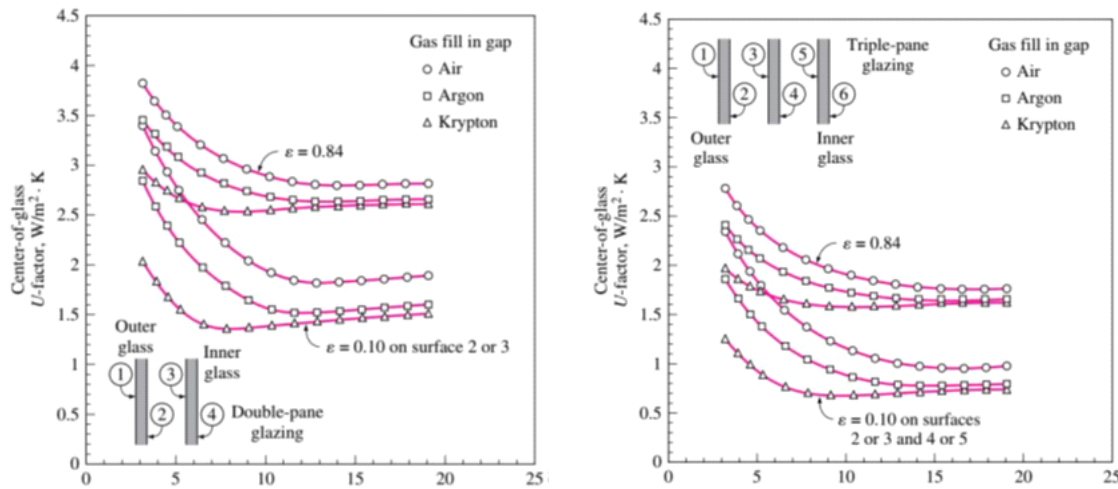 4.5
4
3.5
3
2.5
2
1.5
1
0.5
0
Center-of-glass
U-factor, W/m² · K
Gas fill in gap
Air
Argon
Krypton
ε = 0.84
ε = 0.10 on surface 2 or 3
Outer
glass
Inner
glass
1
3
2
4
Double-pane
glazing
0
5
10
15
20
25
4.5
4
3.5
3
2.5
2
1.5
1
0.5
0
Center-of-glass
U-factor, W/m² · K
1
3
5
2
4
6
Outer
glass
Inner
glass
Triple-pane
glazing
Gas fill in gap
Air
Argon
Krypton
ε = 0.84
ε = 0.10 on surfaces
2 or 3 and 4 or 5
0
5
10
15
20
25